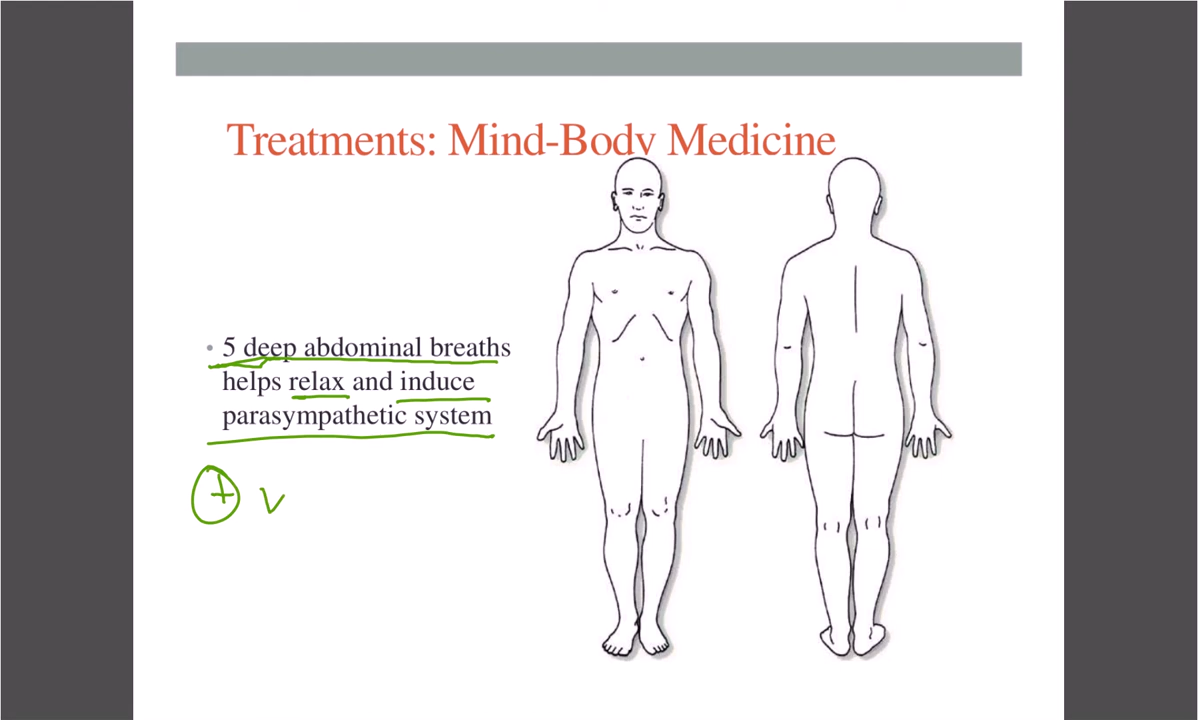 Treatments: Mind-Body Medicine
• 5 deep abdominal breaths
helps relax and induce
parasympathetic system
+ V